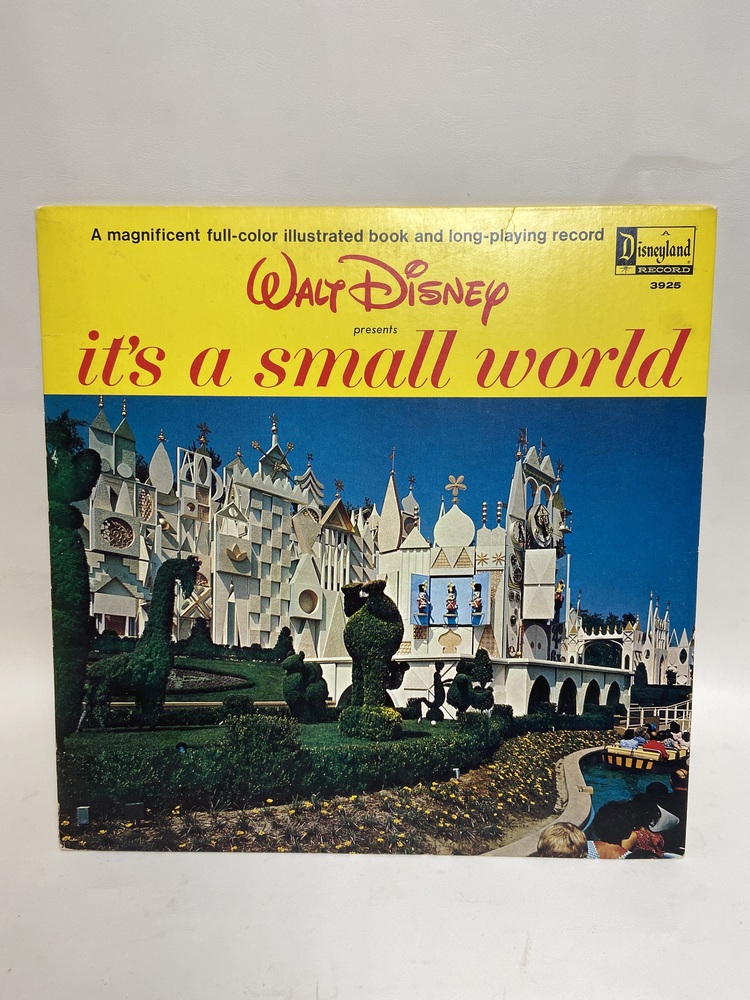 A magnificent full-color illustrated book and long-playing record
A
Disneyland
RECORD
3925
WALT DISNEY
presents
it's a small world